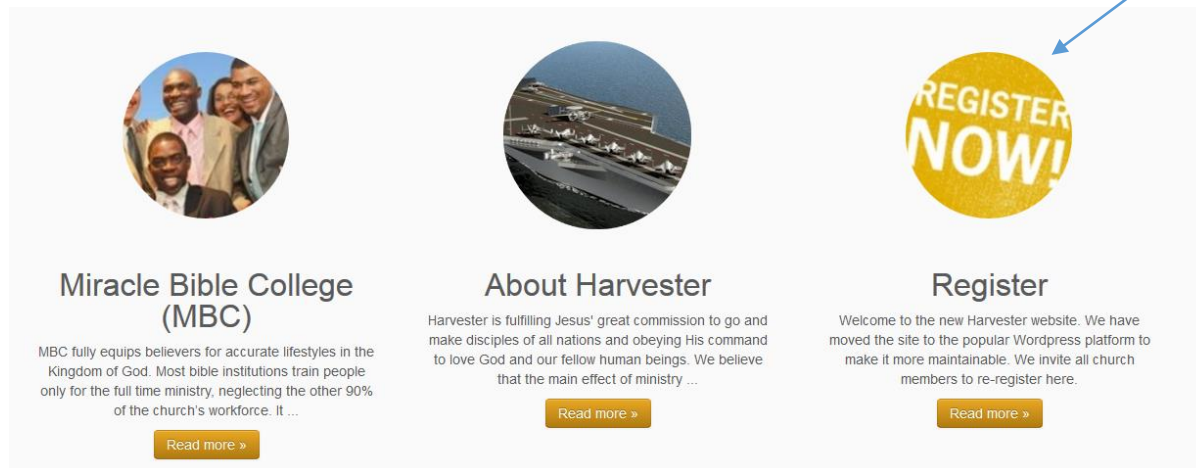 Miracle Bible College
(MBC)
MBC fully equips believers for accurate lifestyles in the
Kingdom of God. Most bible institutions train people
only for the full time ministry, neglecting the other 90%
of the church's workforce. It ...
Read more »
About Harvester
Harvester is fulfilling Jesus' great commission to go and
make disciples of all nations and obeying His command
to love God and our fellow human beings. We believe
that the main effect of ministry ...
Read more »
REGISTER
NOW!
Register
Welcome to the new Harvester website. We have
moved the site to the popular Wordpress platform to
make it more maintainable. We invite all church
members to re-register here.
Read more »